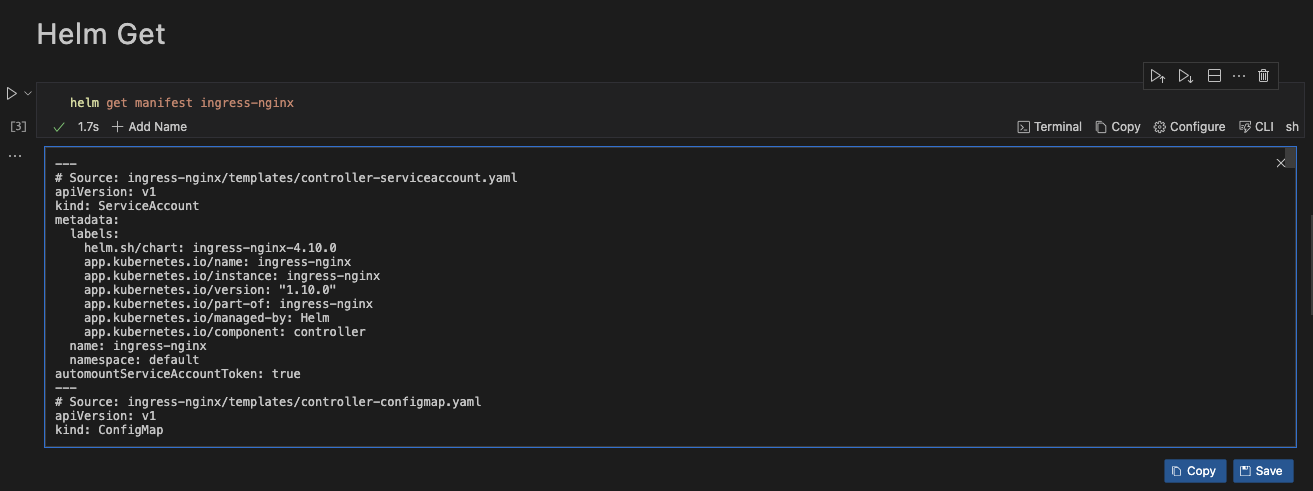 Helm Get
helm get manifest ingress-nginx
[3]
1.7s
Add Name
Terminal
Copy
Configure
CLI
sh
---
# Source: ingress-nginx/templates/controller-serviceaccount.yaml
apiVersion: v1
kind: ServiceAccount
metadata:
  labels:
    helm.sh/chart: ingress-nginx-4.10.0
    app.kubernetes.io/name: ingress-nginx
    app.kubernetes.io/instance: ingress-nginx
    app.kubernetes.io/version: "1.10.0"
    app.kubernetes.io/part-of: ingress-nginx
    app.kubernetes.io/managed-by: Helm
    app.kubernetes.io/component: controller
  name: ingress-nginx
  namespace: default
automountServiceAccountToken: true
---
# Source: ingress-nginx/templates/controller-configmap.yaml
apiVersion: v1
kind: ConfigMap
Copy
Save